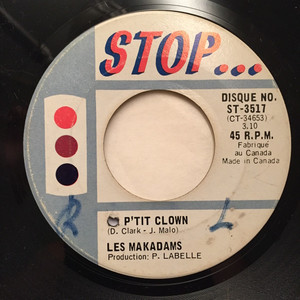 STOP...
DISQUE NO.
ST-3517
(CT-34653)
3.10
45 R.P.M.
Fabriqué
au Canada
Made in Canada
R L
P'TIT CLOWN
(D. Clark - J. Malo)
LES MAKADAMS
Production: P. LABELLE